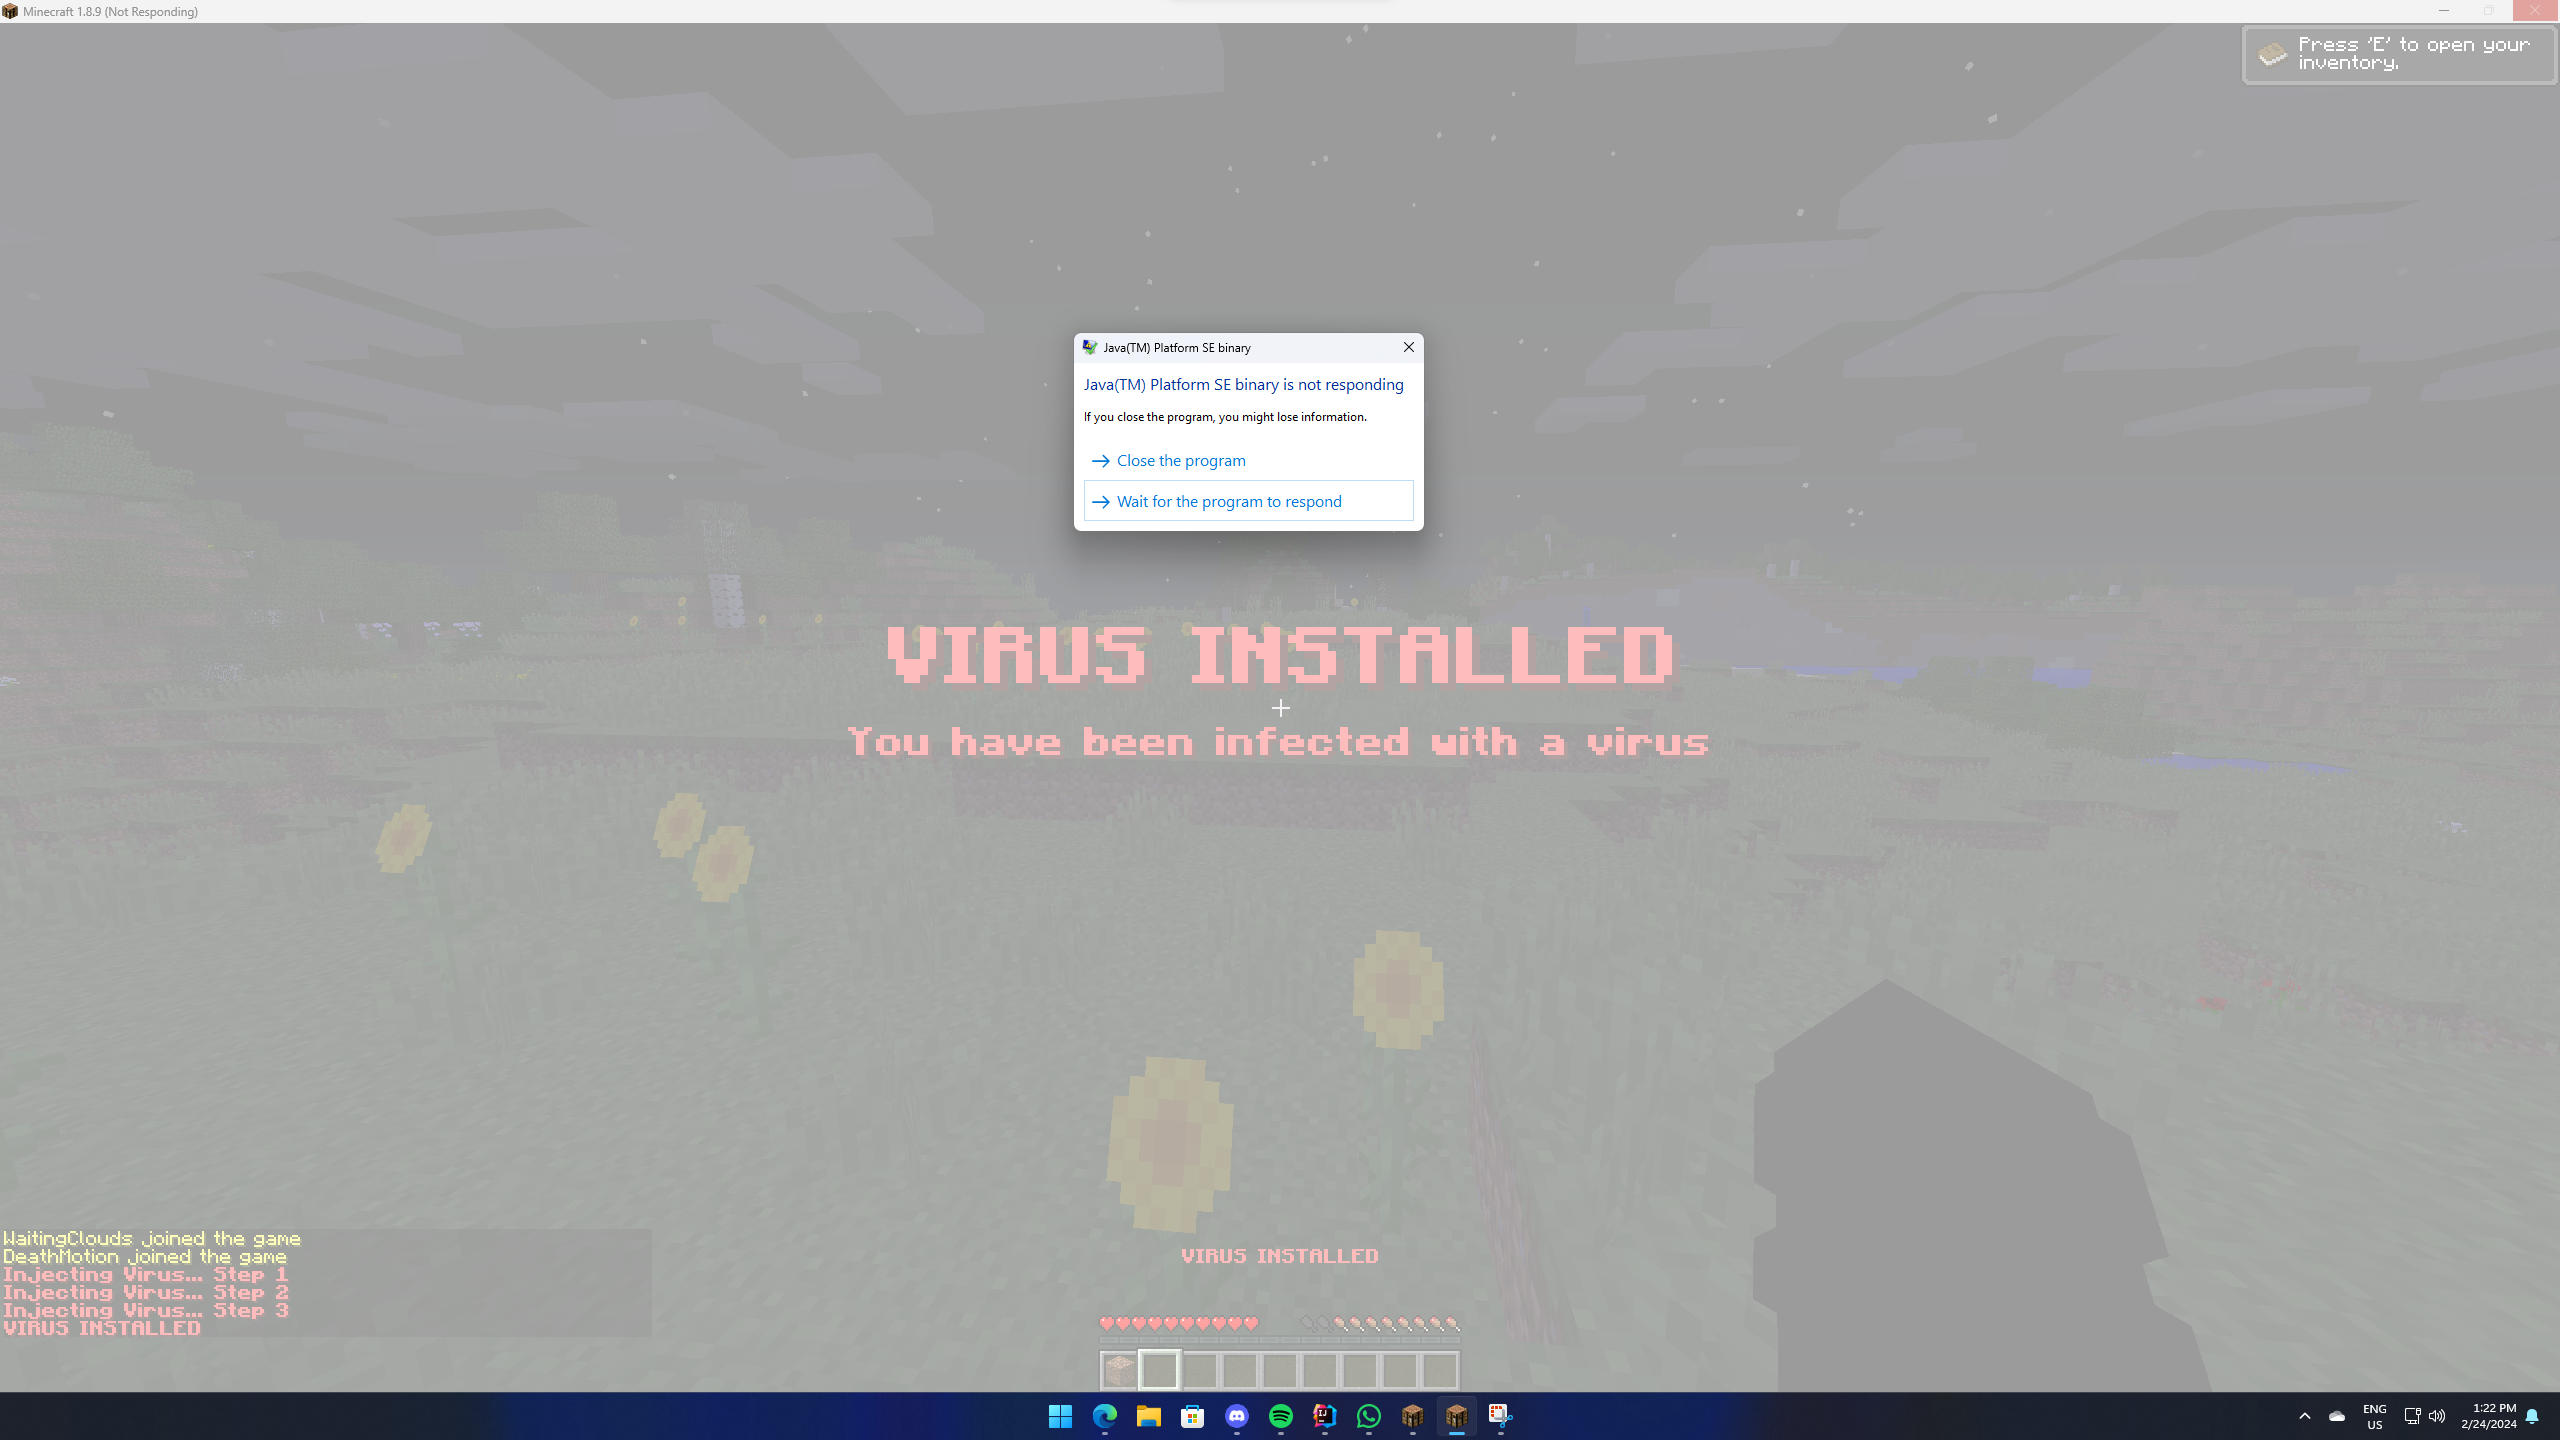 Minecraft 1.8.9 (Not Responding)
Press 'E' to open your
inventory.
Java(TM) Platform SE binary
Java(TM) Platform SE binary is not responding
If you close the program, you might lose information.
Close the program
Wait for the program to respond
VIRUS INSTALLED
You have been infected with a virus
WaitingClouds joined the game
DeathMotion joined the game
Injecting Virus... Step 1
Injecting Virus... Step 2
Injecting Virus... Step 3
VIRUS INSTALLED
VIRUS INSTALLED
ENG
US
1:22 PM
2/24/2024